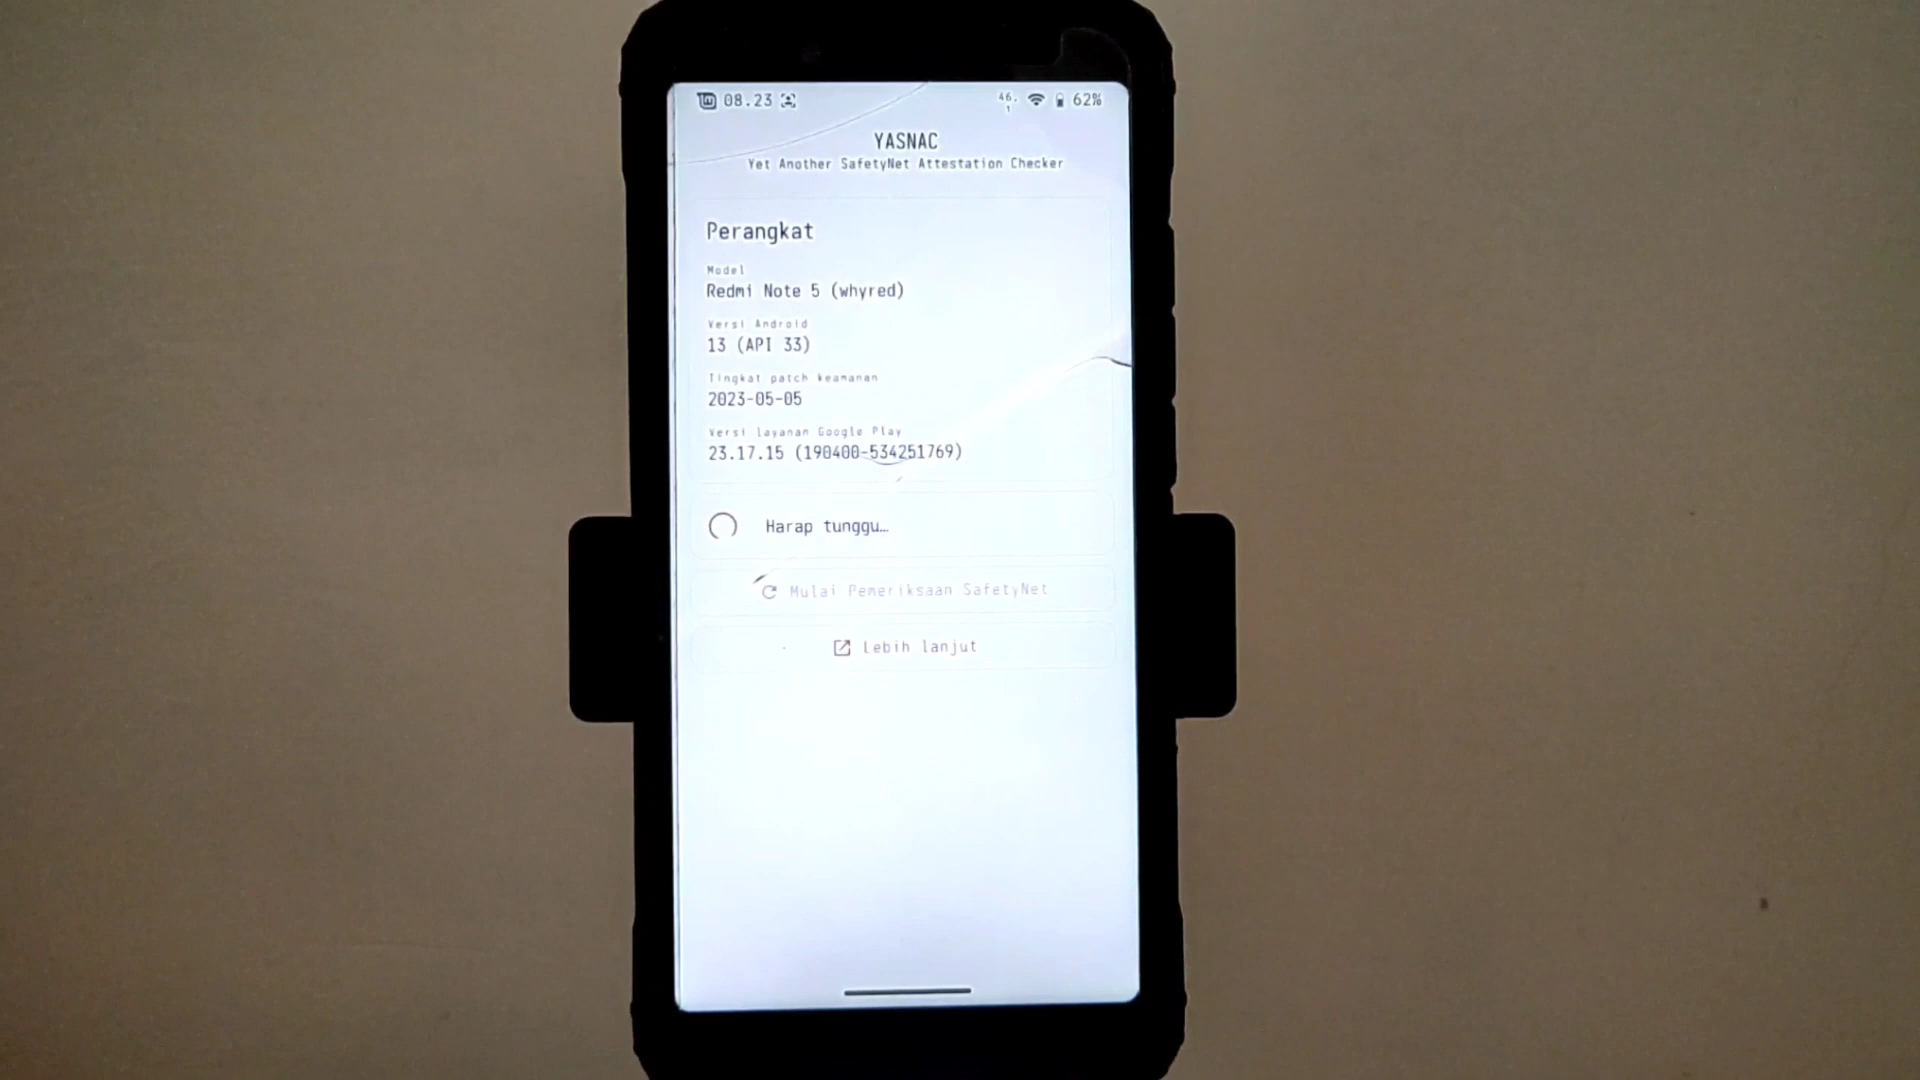 08.23
46.
1
62%
YASNAC
Yet Another SafetyNet Attestation Checker
Perangkat
Model
Redmi Note 5 (whyred)
Versi Android
13 (API 33)
Tingkat patch keamanan
2023-05-05
Versi layanan Google Play
23.17.15 (190400-534251769)
Harap tunggu…
Mulai Pemeriksaan SafetyNet
Lebih lanjut